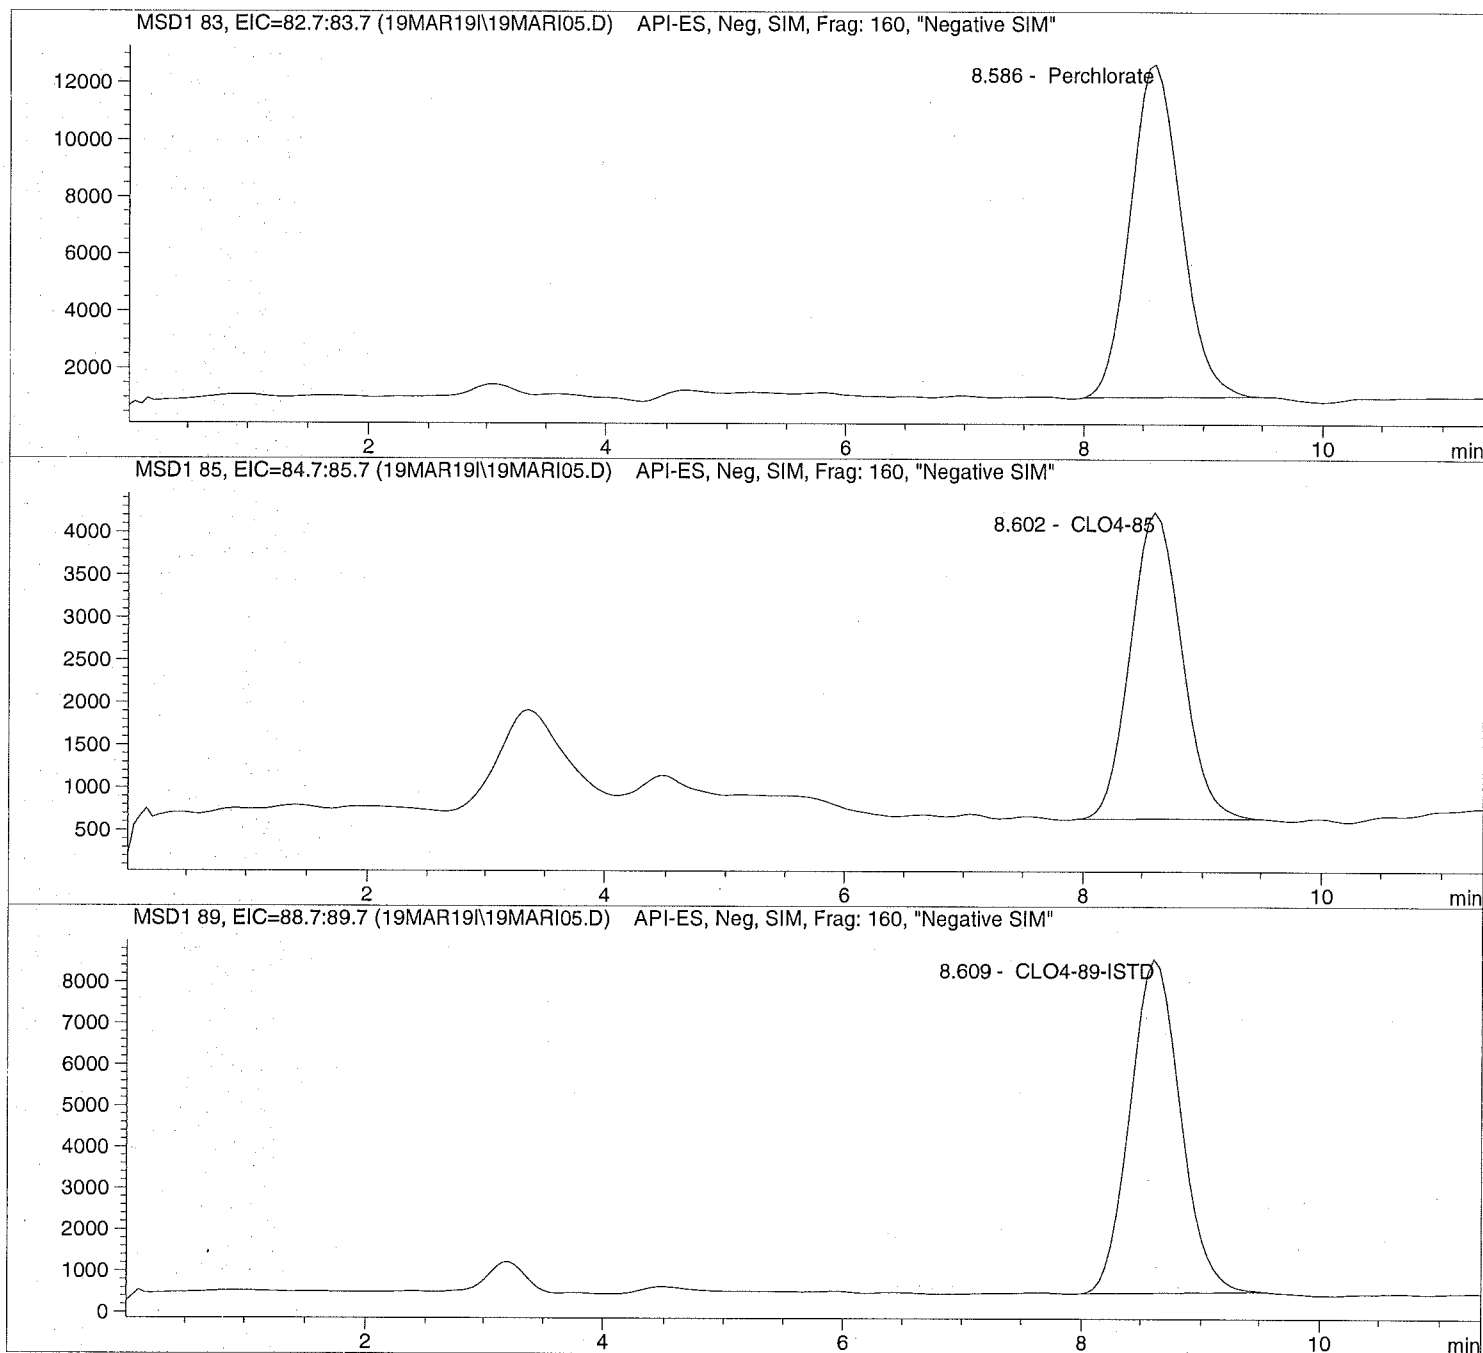 MSD1 83, EIC=82.7:83.7 (19MAR19I\19MARI05.D) API-ES, Neg, SIM, Frag: 160, "Negative SIM"
8.586 - Perchlorate
12000
10000
8000
6000
4000
2000
2 4 6 8 10 min
MSD1 85, EIC=84.7:85.7 (19MAR19I\19MARI05.D) API-ES, Neg, SIM, Frag: 160, "Negative SIM"
8.602 - CLO4-85
4000
3500
3000
2500
2000
1500
1000
500
2 4 6 8 10 min
MSD1 89, EIC=88.7:89.7 (19MAR19I\19MARI05.D) API-ES, Neg, SIM, Frag: 160, "Negative SIM"
8.609 - CLO4-89-ISTD
8000
7000
6000
5000
4000
3000
2000
1000
0
2 4 6 8 10 min